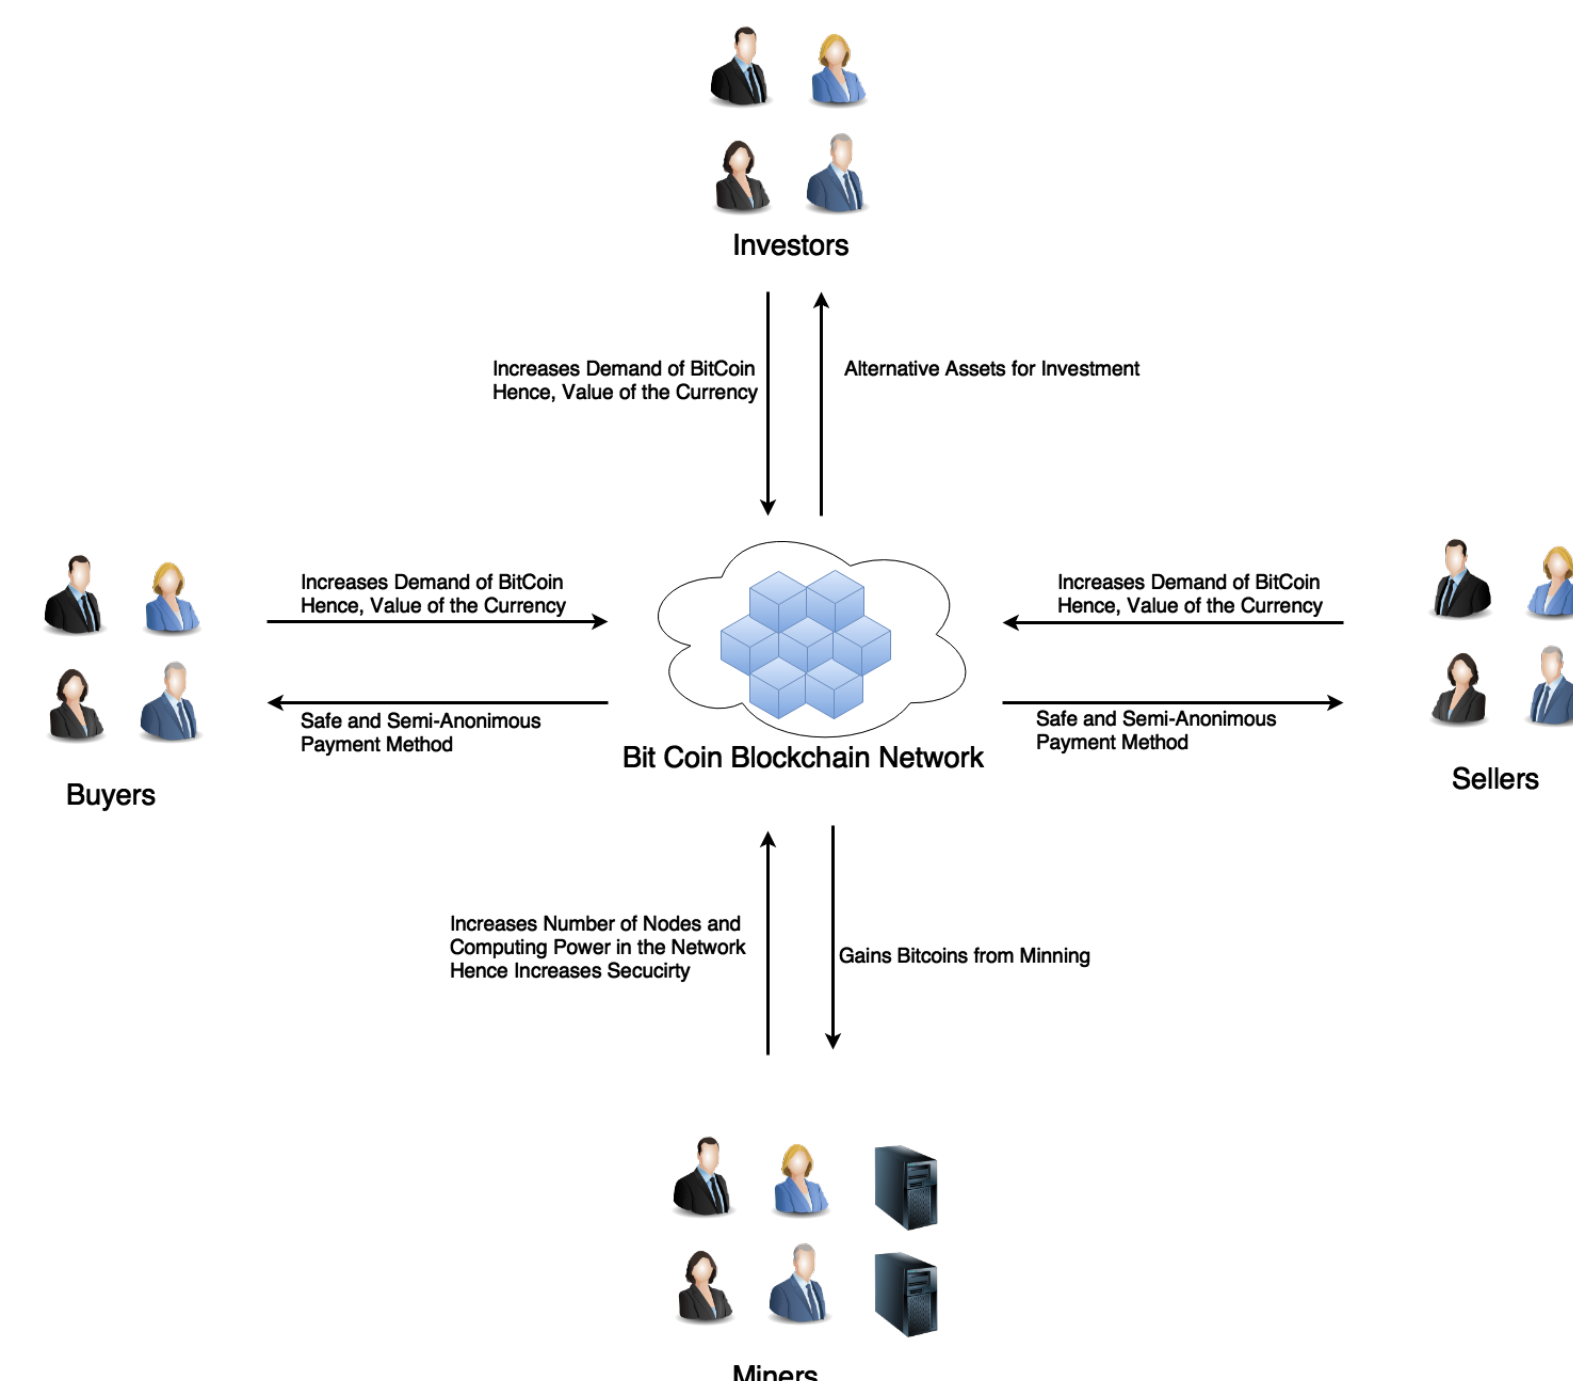 Investors
Increases Demand of BitCoin
Hence, Value of the Currency
Alternative Assets for Investment
Increases Demand of BitCoin
Hence, Value of the Currency
Increases Demand of BitCoin
Hence, Value of the Currency
Safe and Semi-Anonimous
Payment Method
Safe and Semi-Anonimous
Payment Method
Bit Coin Blockchain Network
Buyers
Sellers
Increases Number of Nodes and
Computing Power in the Network
Hence Increases Secucirty
Gains Bitcoins from Minning
Miners